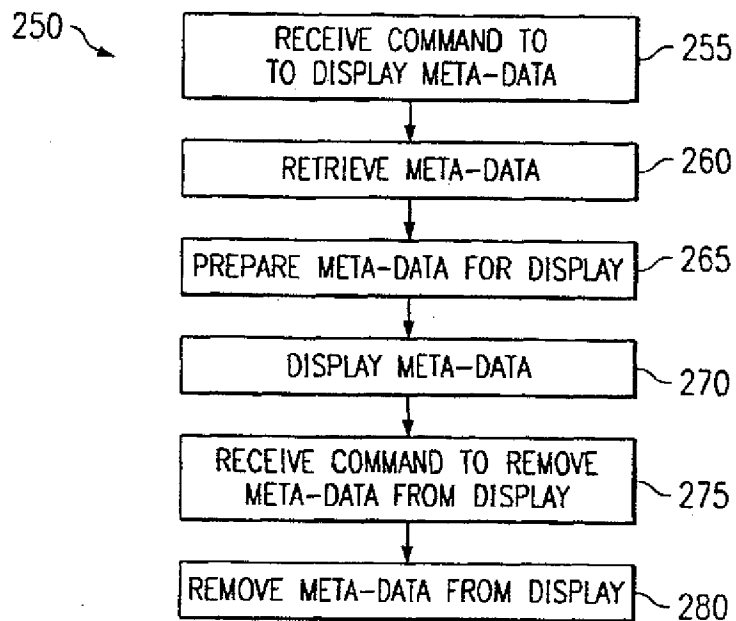 250
RECEIVE COMMAND TO
TO DISPLAY META-DATA
255
RETRIEVE META-DATA
260
PREPARE META-DATA FOR DISPLAY
265
DISPLAY META-DATA
270
RECEIVE COMMAND TO REMOVE
META-DATA FROM DISPLAY
275
REMOVE META-DATA FROM DISPLAY
280